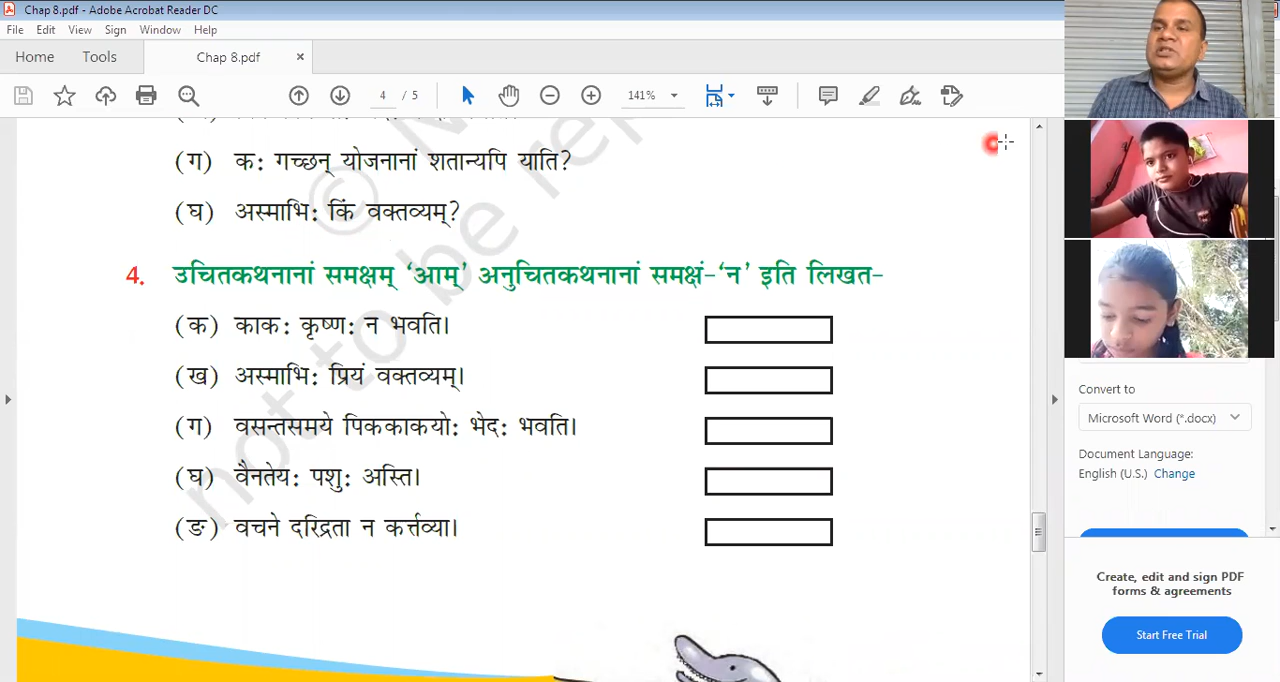 Chap 8.pdf - Adobe Acrobat Reader DC
File Edit View Sign Window Help
Home Tools Chap 8.pdf ×
4 / 5 141%
(ग) कः गच्छन् योजनानां शतान्यपि याति?
(घ) अस्माभिः किं वक्तव्यम्?
4. उचितकथनानां समक्षम् ‘आम्’ अनुचितकथनानां समक्षं-‘न’ इति लिखत-
(क) काकः कृष्णः न भवति।
(ख) अस्माभिः प्रियं वक्तव्यम्।
(ग) वसन्तसमये पिककाकयोः भेदः भवति।
(घ) वैनतेयः पशुः अस्ति।
(ङ) वचने दरिद्रता न कर्त्तव्या।
not to be rep
Convert to
Microsoft Word (*.docx)
Document Language:
English (U.S.) Change
Create, edit and sign PDF
forms & agreements
Start Free Trial